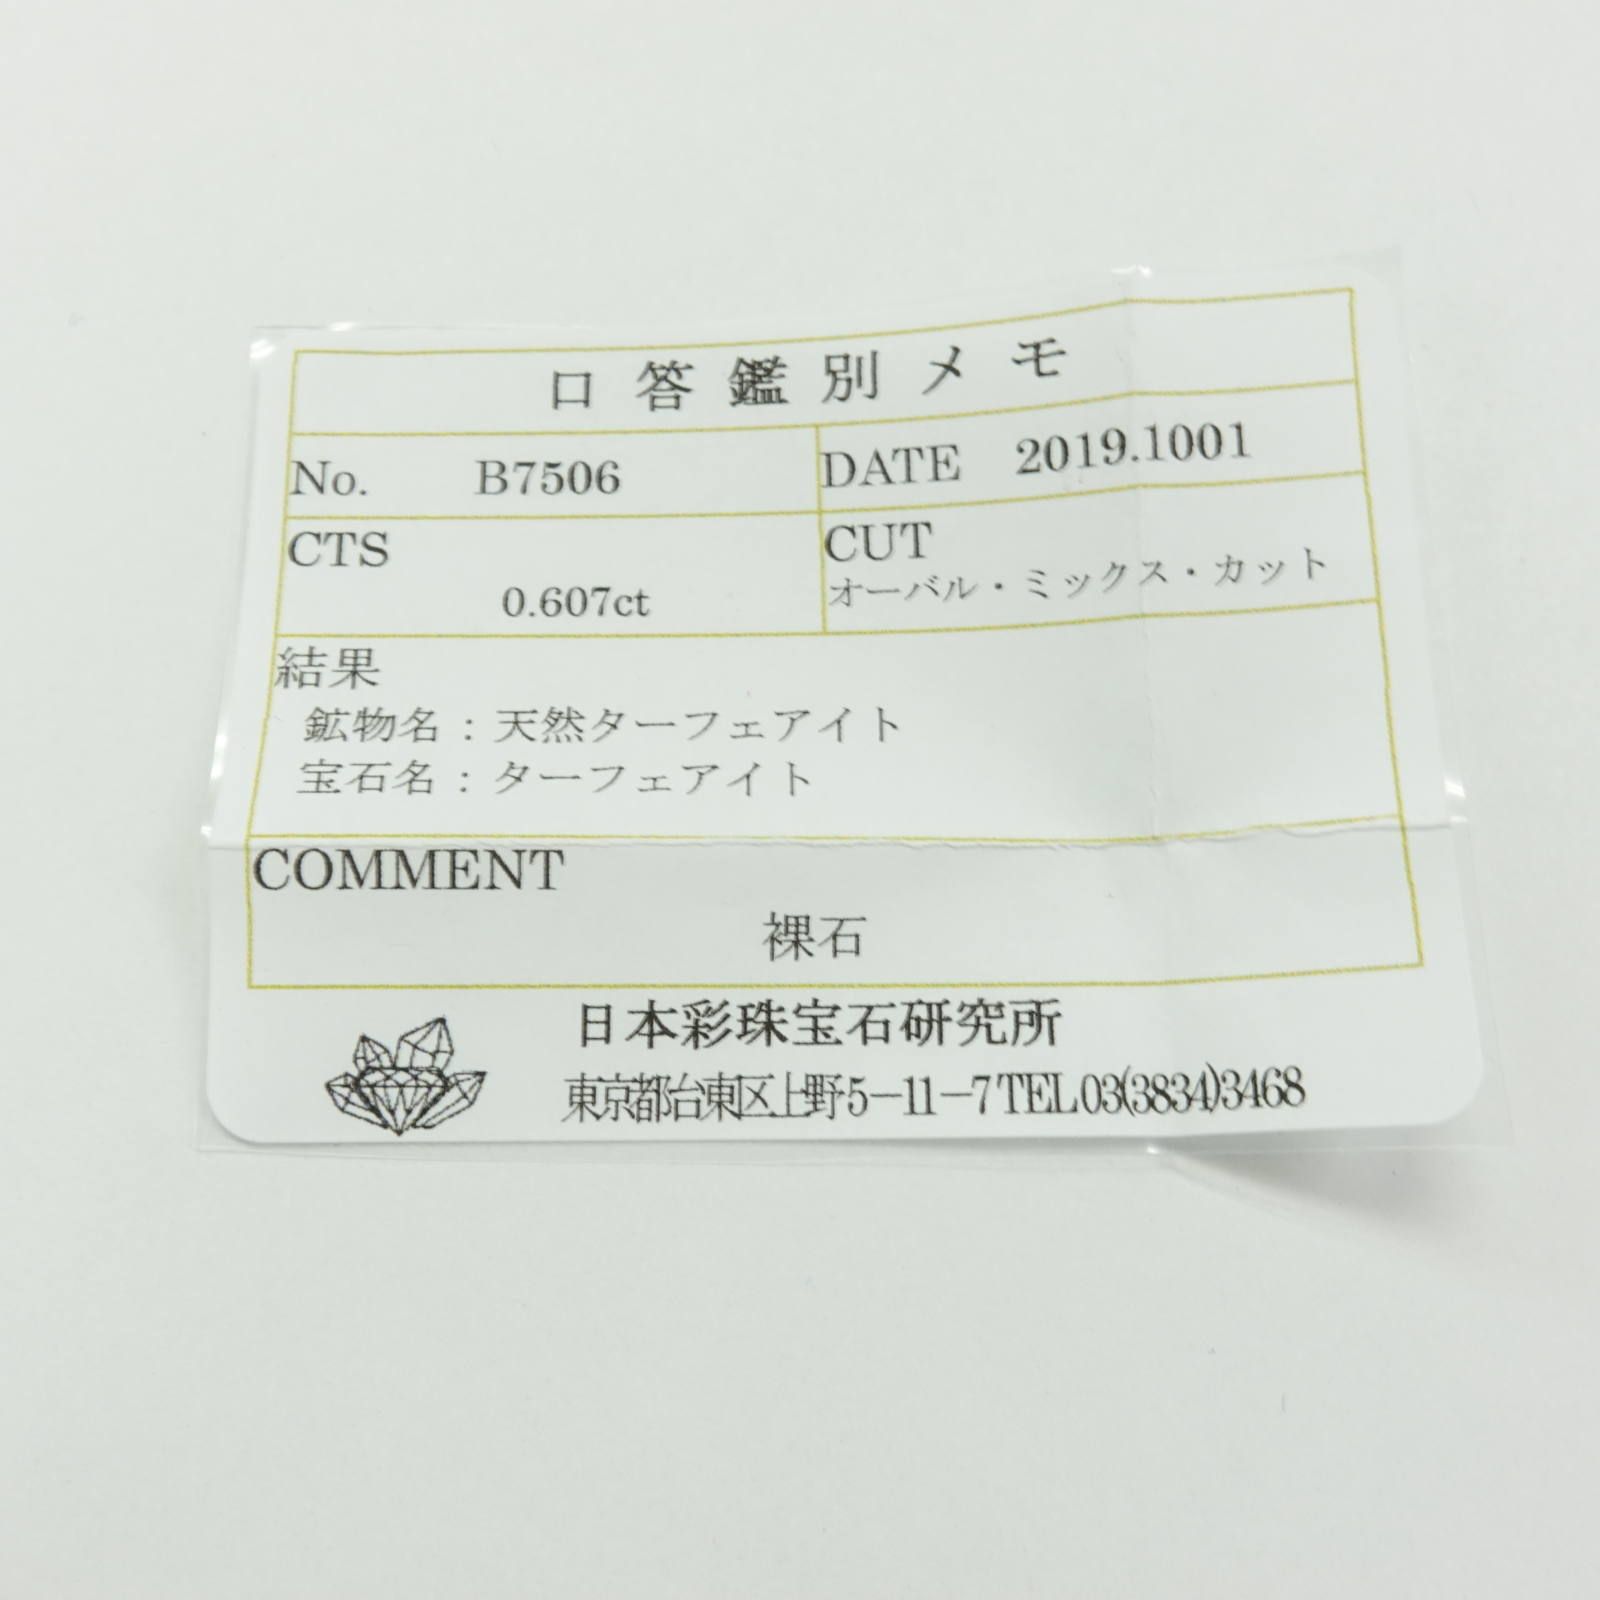 口答鑑別メモ
No. B7506 DATE 2019.1001
CTS 0.607ct CUT オーバル・ミックス・カット
結果
鉱物名：天然ターフェアイト
宝石名：ターフェアイト
COMMENT
裸石
日本彩珠宝石研究所
東京都台東区上野5-11-7 TEL03(3834)3468